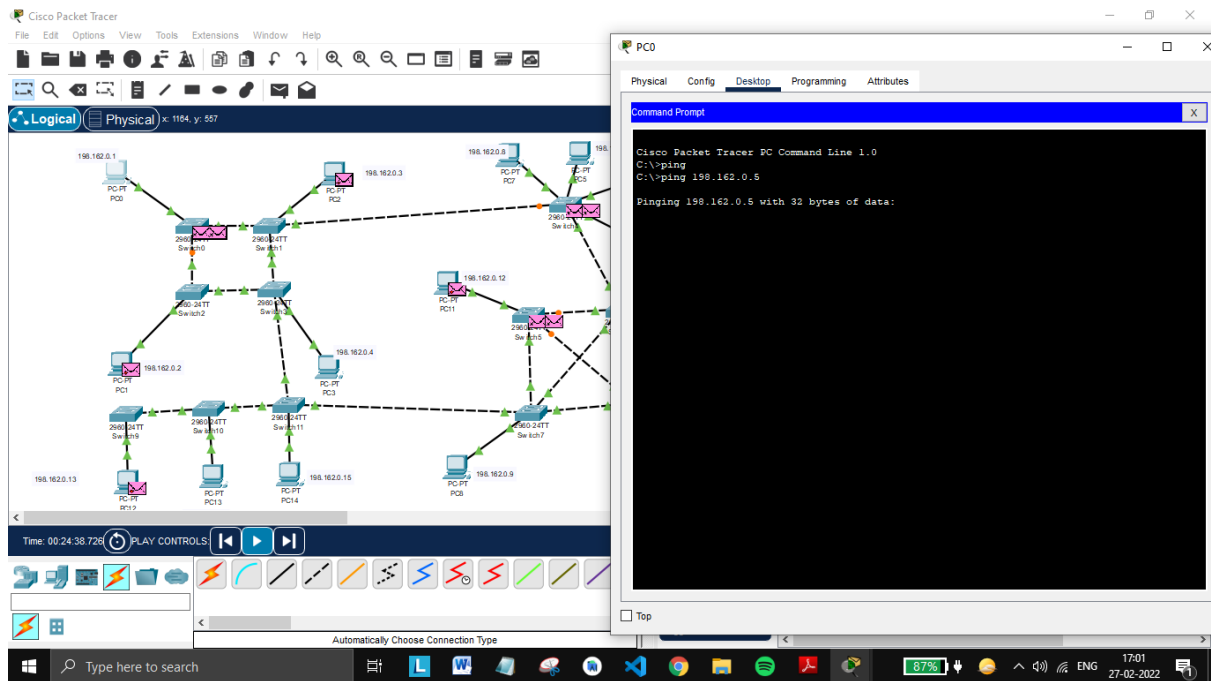 Cisco Packet Tracer
File Edit Options View Tools Extensions Window Help
Logical Physical x: 1164, y: 557
198.162.0.1
PC-PT
PC0
198.162.0.3
PC-PT
PC2
198.162.0.8
PC-PT
PC7
198.
PC-PT
PC5
2960-24TT
Switch0
2960-24TT
Switch1
2960-24TT
198.162.0.12
PC-PT
PC11
2960-24TT
Switch2
2960-24TT
Switch3
2960-24TT
Switch5
198.162.0.2
PC-PT
PC1
198.162.0.4
PC-PT
PC3
2960-24TT
Switch9
2960-24TT
Switch10
2960-24TT
Switch11
2960-24TT
Switch7
198.162.0.13
PC-PT
PC12
PC-PT
PC13
198.162.0.15
PC-PT
PC14
198.162.0.9
PC-PT
PC8
Time: 00:24:38.726 PLAY CONTROLS:
Automatically Choose Connection Type
PC0
Physical Config Desktop Programming Attributes
Command Prompt X
Cisco Packet Tracer PC Command Line 1.0
C:\>ping
C:\>ping 198.162.0.5
Pinging 198.162.0.5 with 32 bytes of data:
Top
Type here to search
87%
ENG
17:01
27-02-2022